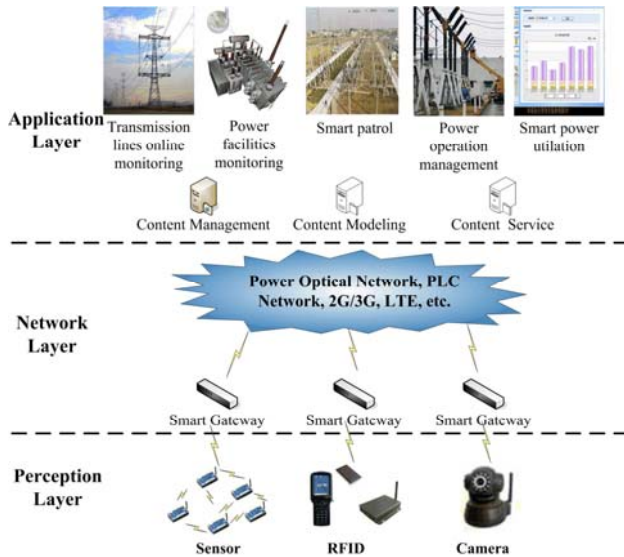 Application
Layer
Transmission
lines online
monitoring
Power
facilitics
monitoring
Smart patrol
Power
operation
management
Smart power
utilation
Content Management
Content Modeling
Content Service
Network
Layer
Power Optical Network, PLC
Network, 2G/3G, LTE, etc.
Smart Gatcway
Smart Gatcway
Smart Gatcway
Perception
Layer
Sensor
RFID
Camera